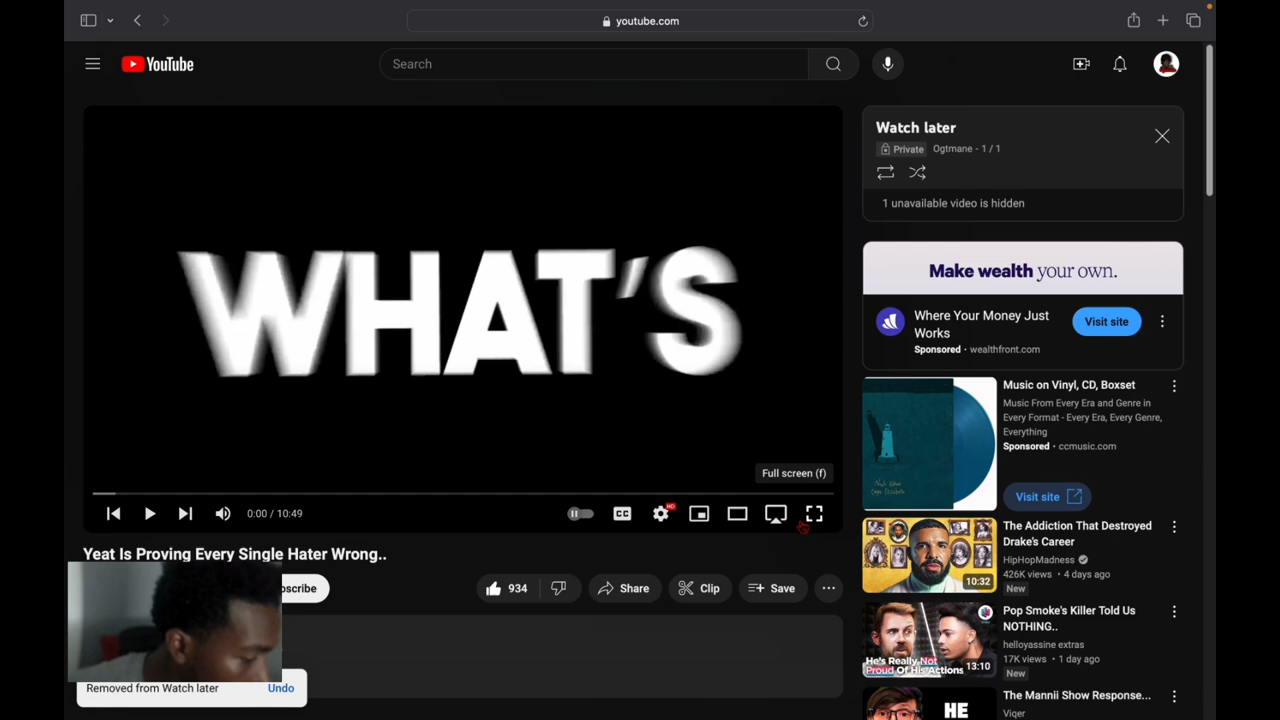 youtube.com
YouTube
Search
WHAT'S
Full screen (f)
0:00 / 10:49
CC
HD
Yeat Is Proving Every Single Hater Wrong..
bscribe
934
Share
Clip
Save
Removed from Watch later
Undo
Watch later
Private
Ogtmane - 1 / 1
1 unavailable video is hidden
Make wealth your own.
Where Your Money Just
Works
Sponsored · wealthfront.com
Visit site
Music on Vinyl, CD, Boxset
Music From Every Era and Genre in
Every Format - Every Era, Every Genre,
Everything
Sponsored · ccmusic.com
Visit site
10:32
The Addiction That Destroyed
Drake's Career
HipHopMadness
426K views · 4 days ago
New
He's Really Not
Proud Of His Actions
13:10
Pop Smoke's Killer Told Us
NOTHING..
helloyassine extras
17K views · 1 day ago
New
HE
The Mannii Show Response...
Viqer